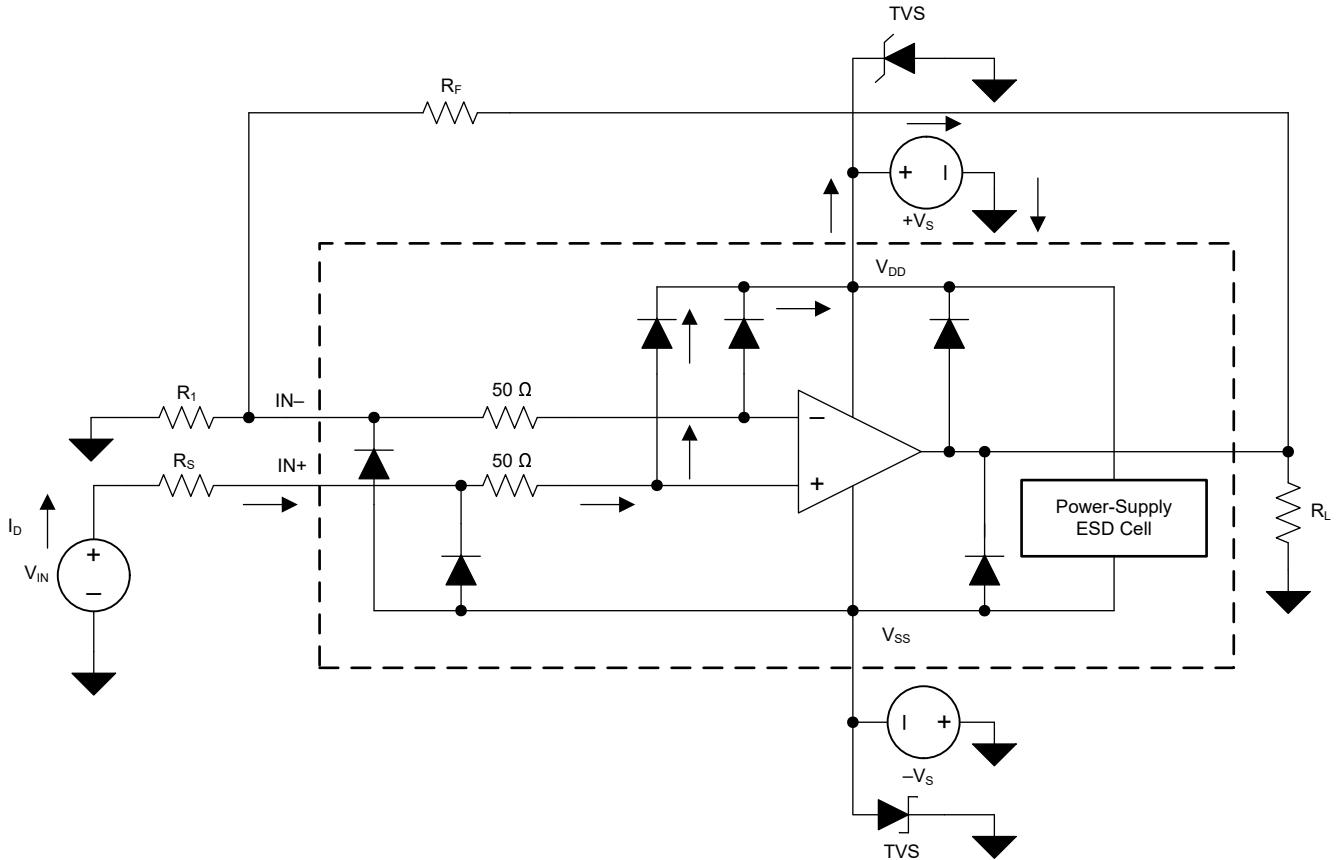 TVS
R_F
+ –
+V_S
V_DD
R_1
IN–
50 Ω
–
R_S
IN+
50 Ω
+
Power-Supply
ESD Cell
R_L
I_D
+
V_IN
–
V_SS
– +
–V_S
TVS